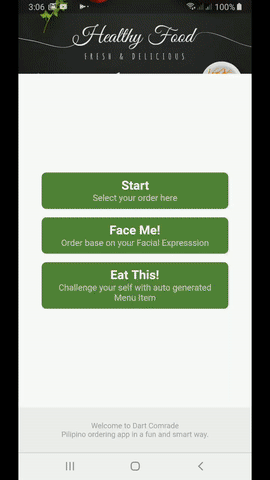 3:06
100%
Healthy Food
FRESH & DELICIOUS
Start
Select your order here
Face Me!
Order base on your Facial Expresssion
Eat This!
Challenge your self with auto generated
Menu Item
Welcome to Dart Comrade
Pilipino ordering app in a fun and smart way.